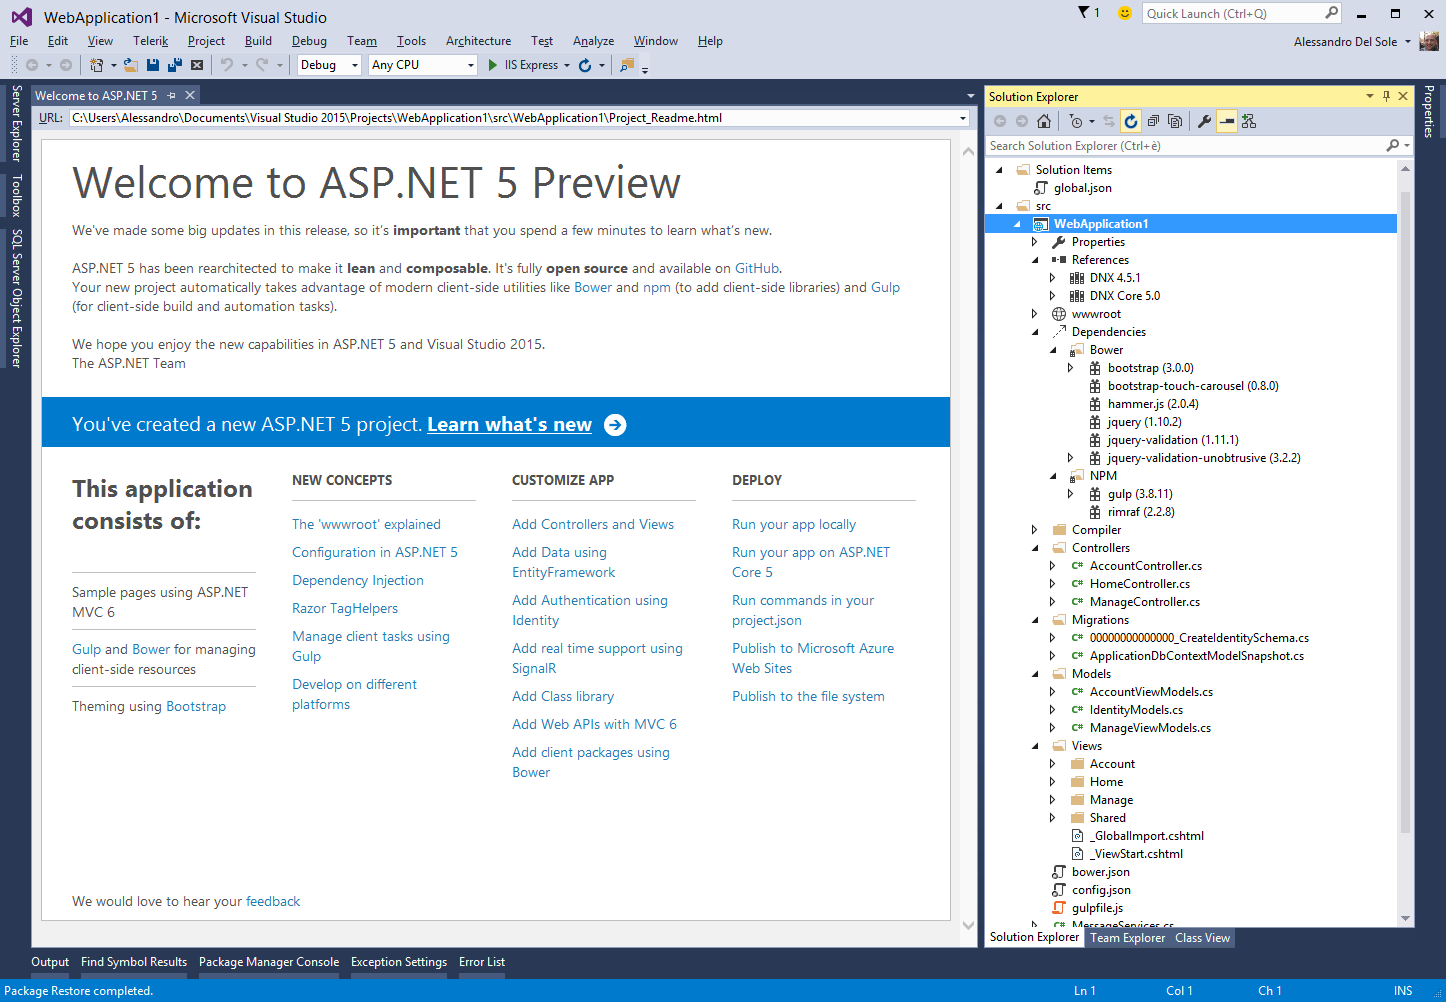 WebApplication1 - Microsoft Visual Studio
1
Quick Launch (Ctrl+Q)
File Edit View Telerik Project Build Debug Team Tools Architecture Test Analyze Window Help
Alessandro Del Sole
Debug Any CPU IIS Express
Server Explorer
Toolbox
SQL Server Object Explorer
Welcome to ASP.NET 5
URL: C:\Users\Alessandro\Documents\Visual Studio 2015\Projects\WebApplication1\src\WebApplication1\Project_Readme.html
Welcome to ASP.NET 5 Preview
We've made some big updates in this release, so it's important that you spend a few minutes to learn what's new.
ASP.NET 5 has been rearchitected to make it lean and composable. It's fully open source and available on GitHub.
Your new project automatically takes advantage of modern client-side utilities like Bower and npm (to add client-side libraries) and Gulp
(for client-side build and automation tasks).
We hope you enjoy the new capabilities in ASP.NET 5 and Visual Studio 2015.
The ASP.NET Team
You've created a new ASP.NET 5 project. Learn what's new
This application
consists of:
Sample pages using ASP.NET
MVC 6
Gulp and Bower for managing
client-side resources
Theming using Bootstrap
NEW CONCEPTS
The 'wwwroot' explained
Configuration in ASP.NET 5
Dependency Injection
Razor TagHelpers
Manage client tasks using
Gulp
Develop on different
platforms
CUSTOMIZE APP
Add Controllers and Views
Add Data using
EntityFramework
Add Authentication using
Identity
Add real time support using
SignalR
Add Class library
Add Web APIs with MVC 6
Add client packages using
Bower
DEPLOY
Run your app locally
Run your app on ASP.NET
Core 5
Run commands in your
project.json
Publish to Microsoft Azure
Web Sites
Publish to the file system
We would love to hear your feedback
Solution Explorer
Search Solution Explorer (Ctrl+è)
Solution Items
global.json
src
WebApplication1
Properties
References
DNX 4.5.1
DNX Core 5.0
wwwroot
Dependencies
Bower
bootstrap (3.0.0)
bootstrap-touch-carousel (0.8.0)
hammer.js (2.0.4)
jquery (1.10.2)
jquery-validation (1.11.1)
jquery-validation-unobtrusive (3.2.2)
NPM
gulp (3.8.11)
rimraf (2.2.8)
Compiler
Controllers
C# AccountController.cs
C# HomeController.cs
C# ManageController.cs
Migrations
C# 00000000000000_CreateIdentitySchema.cs
C# ApplicationDbContextModelSnapshot.cs
Models
C# AccountViewModels.cs
C# IdentityModels.cs
C# ManageViewModels.cs
Views
Account
Home
Manage
Shared
_GlobalImport.cshtml
_ViewStart.cshtml
bower.json
config.json
gulpfile.js
C# MessageServices.cs
Solution Explorer Team Explorer Class View
Properties
Output Find Symbol Results Package Manager Console Exception Settings Error List
Package Restore completed. Ln 1 Col 1 Ch 1 INS